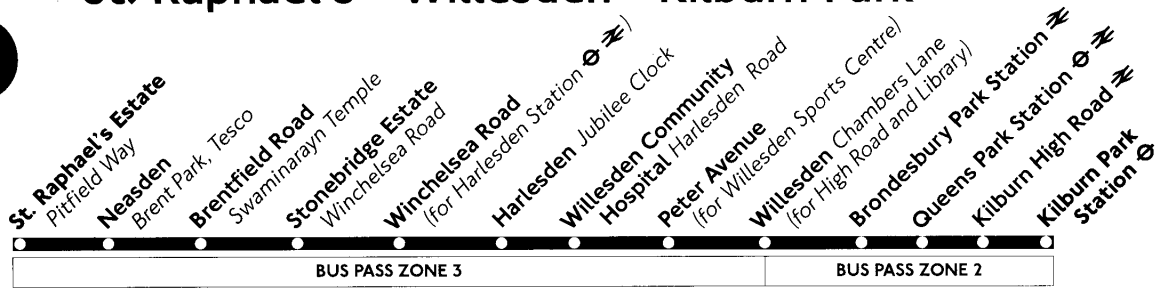 St. Raphael's – Willesden – Kilburn Park
St. Raphael's Estate
Pitfield Way
Neasden
Brent Park, Tesco
Brentfield Road
Swaminarayn Temple
Stonebridge Estate
Winchelsea Road
Winchelsea Road
(for Harlesden Station )
Harlesden Jubilee Clock
Willesden Community
Hospital Harlesden Road
Peter Avenue
(for Willesden Sports Centre)
Willesden Chambers Lane
(for High Road and Library)
Brondesbury Park Station
Queens Park Station
Kilburn High Road
Kilburn Park
Station
BUS PASS ZONE 3
BUS PASS ZONE 2